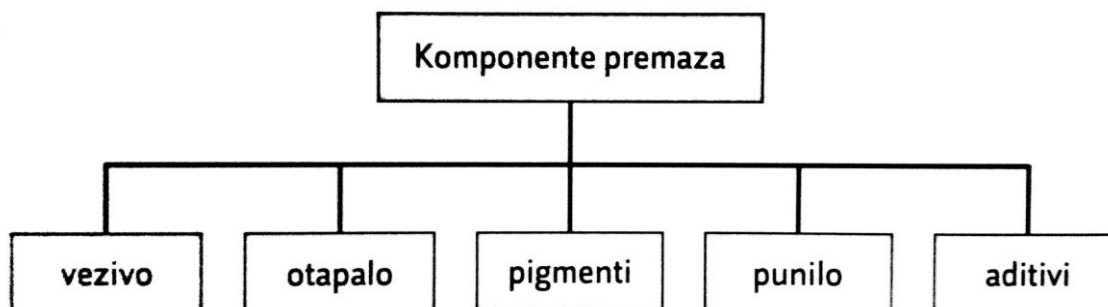 Komponente premaza
vezivo
otapalo
pigmenti
punilo
aditivi